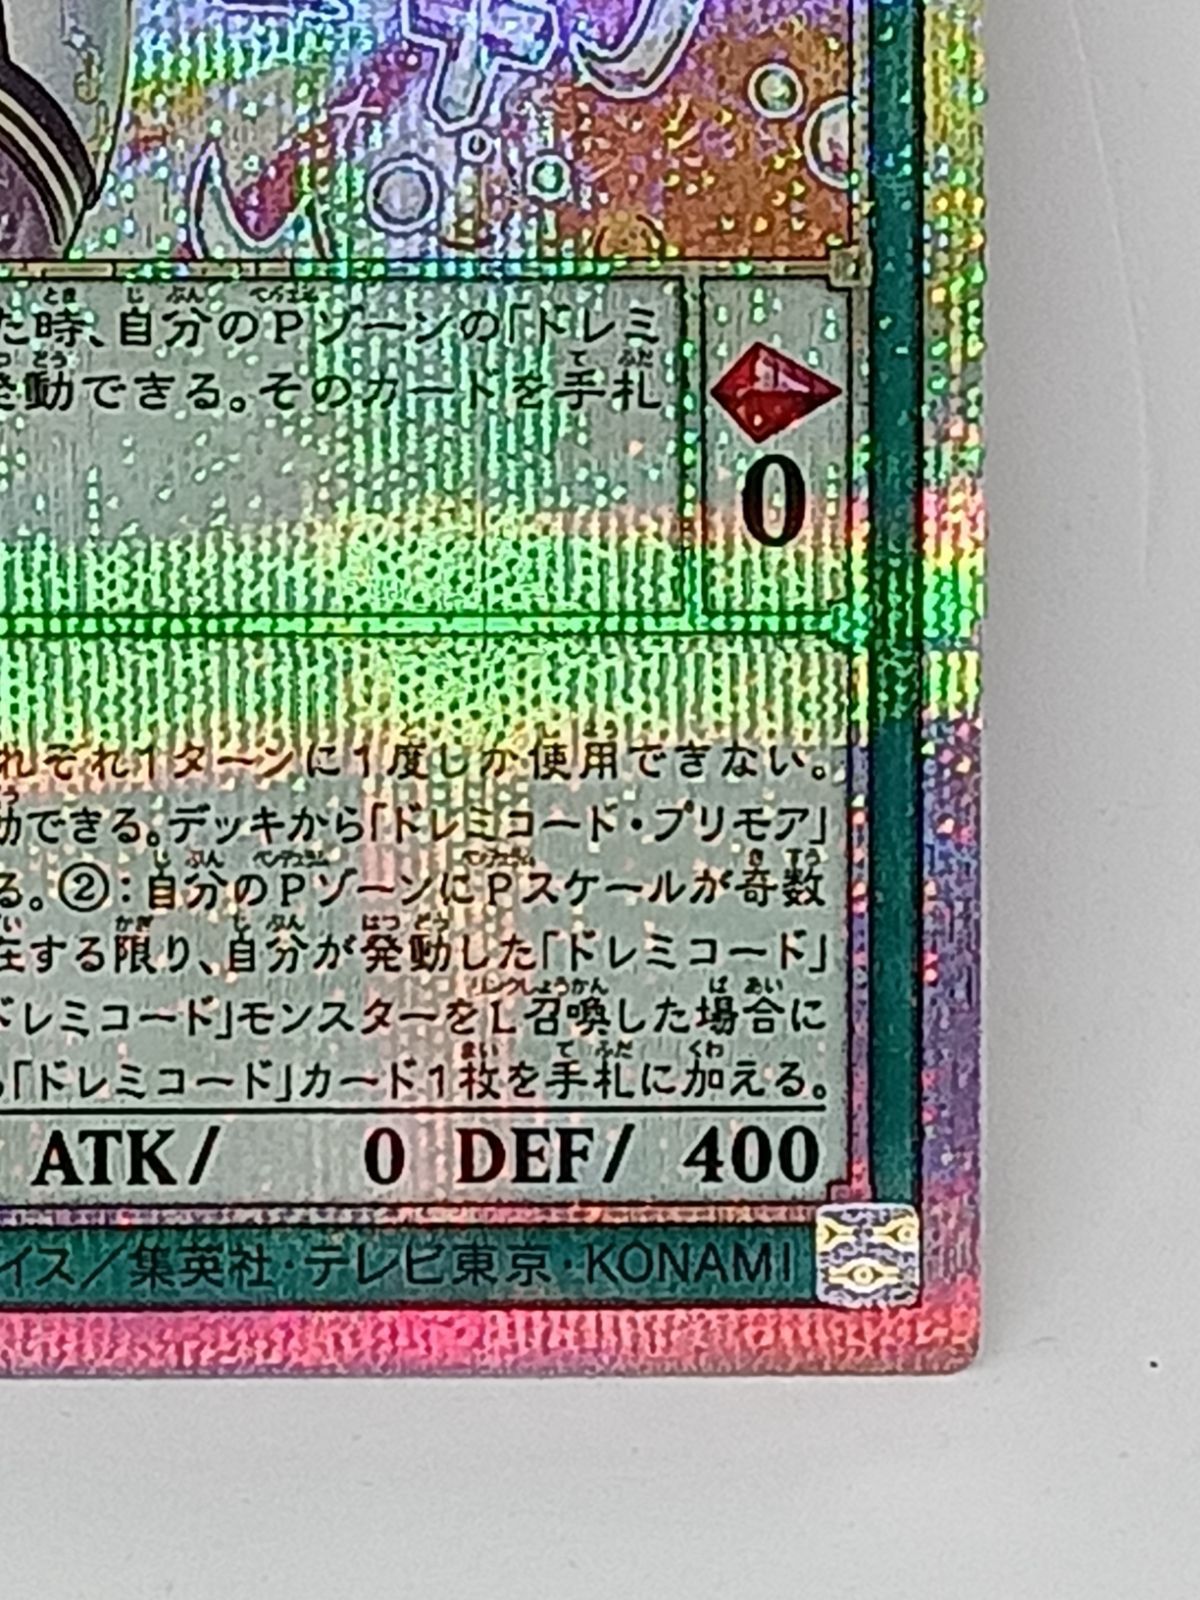 た時、自分のPゾーンの「ドレミ
発動できる。そのカードを手札
0
れぞれ1ターンに1度しか使用できない。
動できる。デッキから「ドレミコード・プリモア」
る。②：自分のPゾーンにPスケールが奇数
在する限り、自分が発動した「ドレミコード」
ドレミコード」モンスターをL召喚した場合に
「ドレミコード」カード1枚を手札に加える。
ATK/ 0 DEF/ 400
イス／集英社・テレビ東京・KONAMI